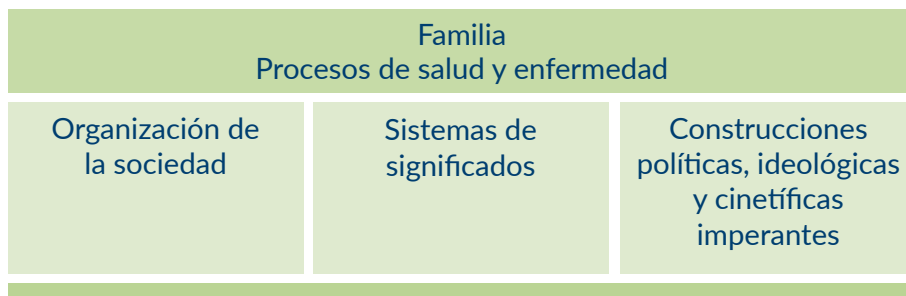 Familia
Procesos de salud y enfermedad
Organización de
la sociedad
Sistemas de
significados
Construcciones
políticas, ideológicas
y cinetíficas
imperantes